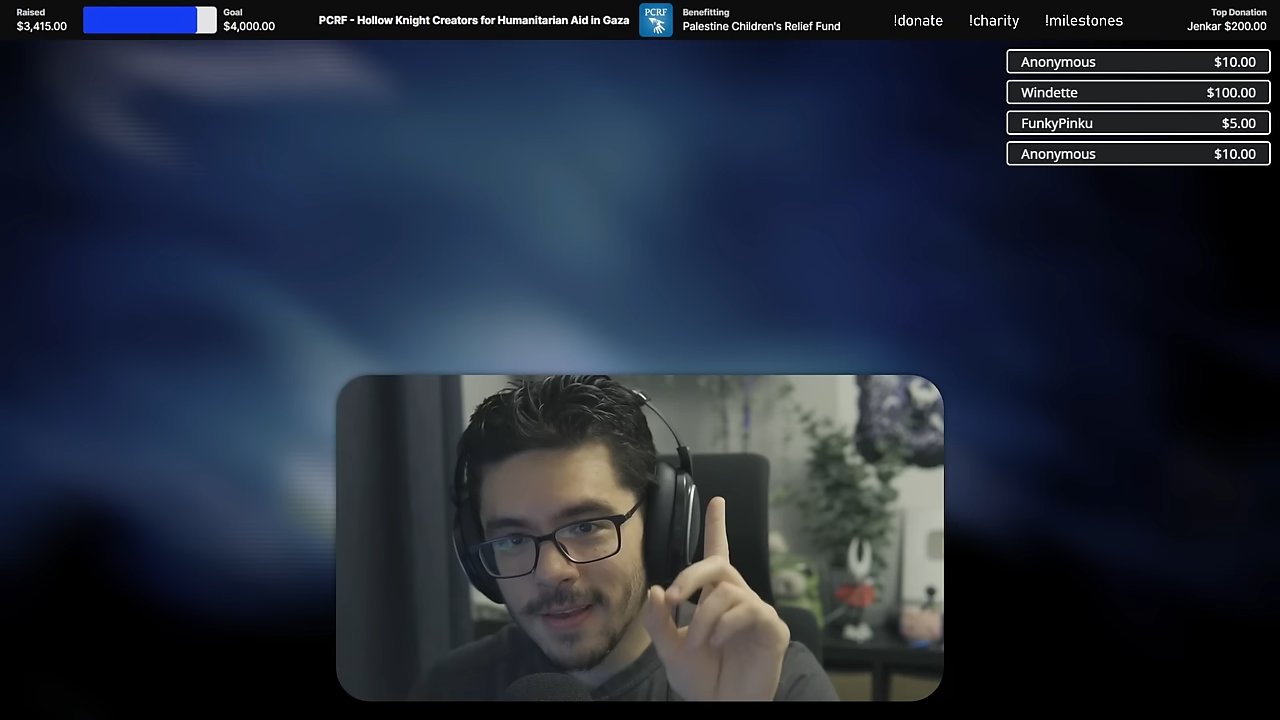 Raised
$3,415.00
Goal
$4,000.00
PCRF - Hollow Knight Creators for Humanitarian Aid in Gaza
PCRF
Benefitting
Palestine Children's Relief Fund
!donate
!charity
!milestones
Top Donation
Jenkar $200.00
Anonymous $10.00
Windette $100.00
FunkyPinku $5.00
Anonymous $10.00